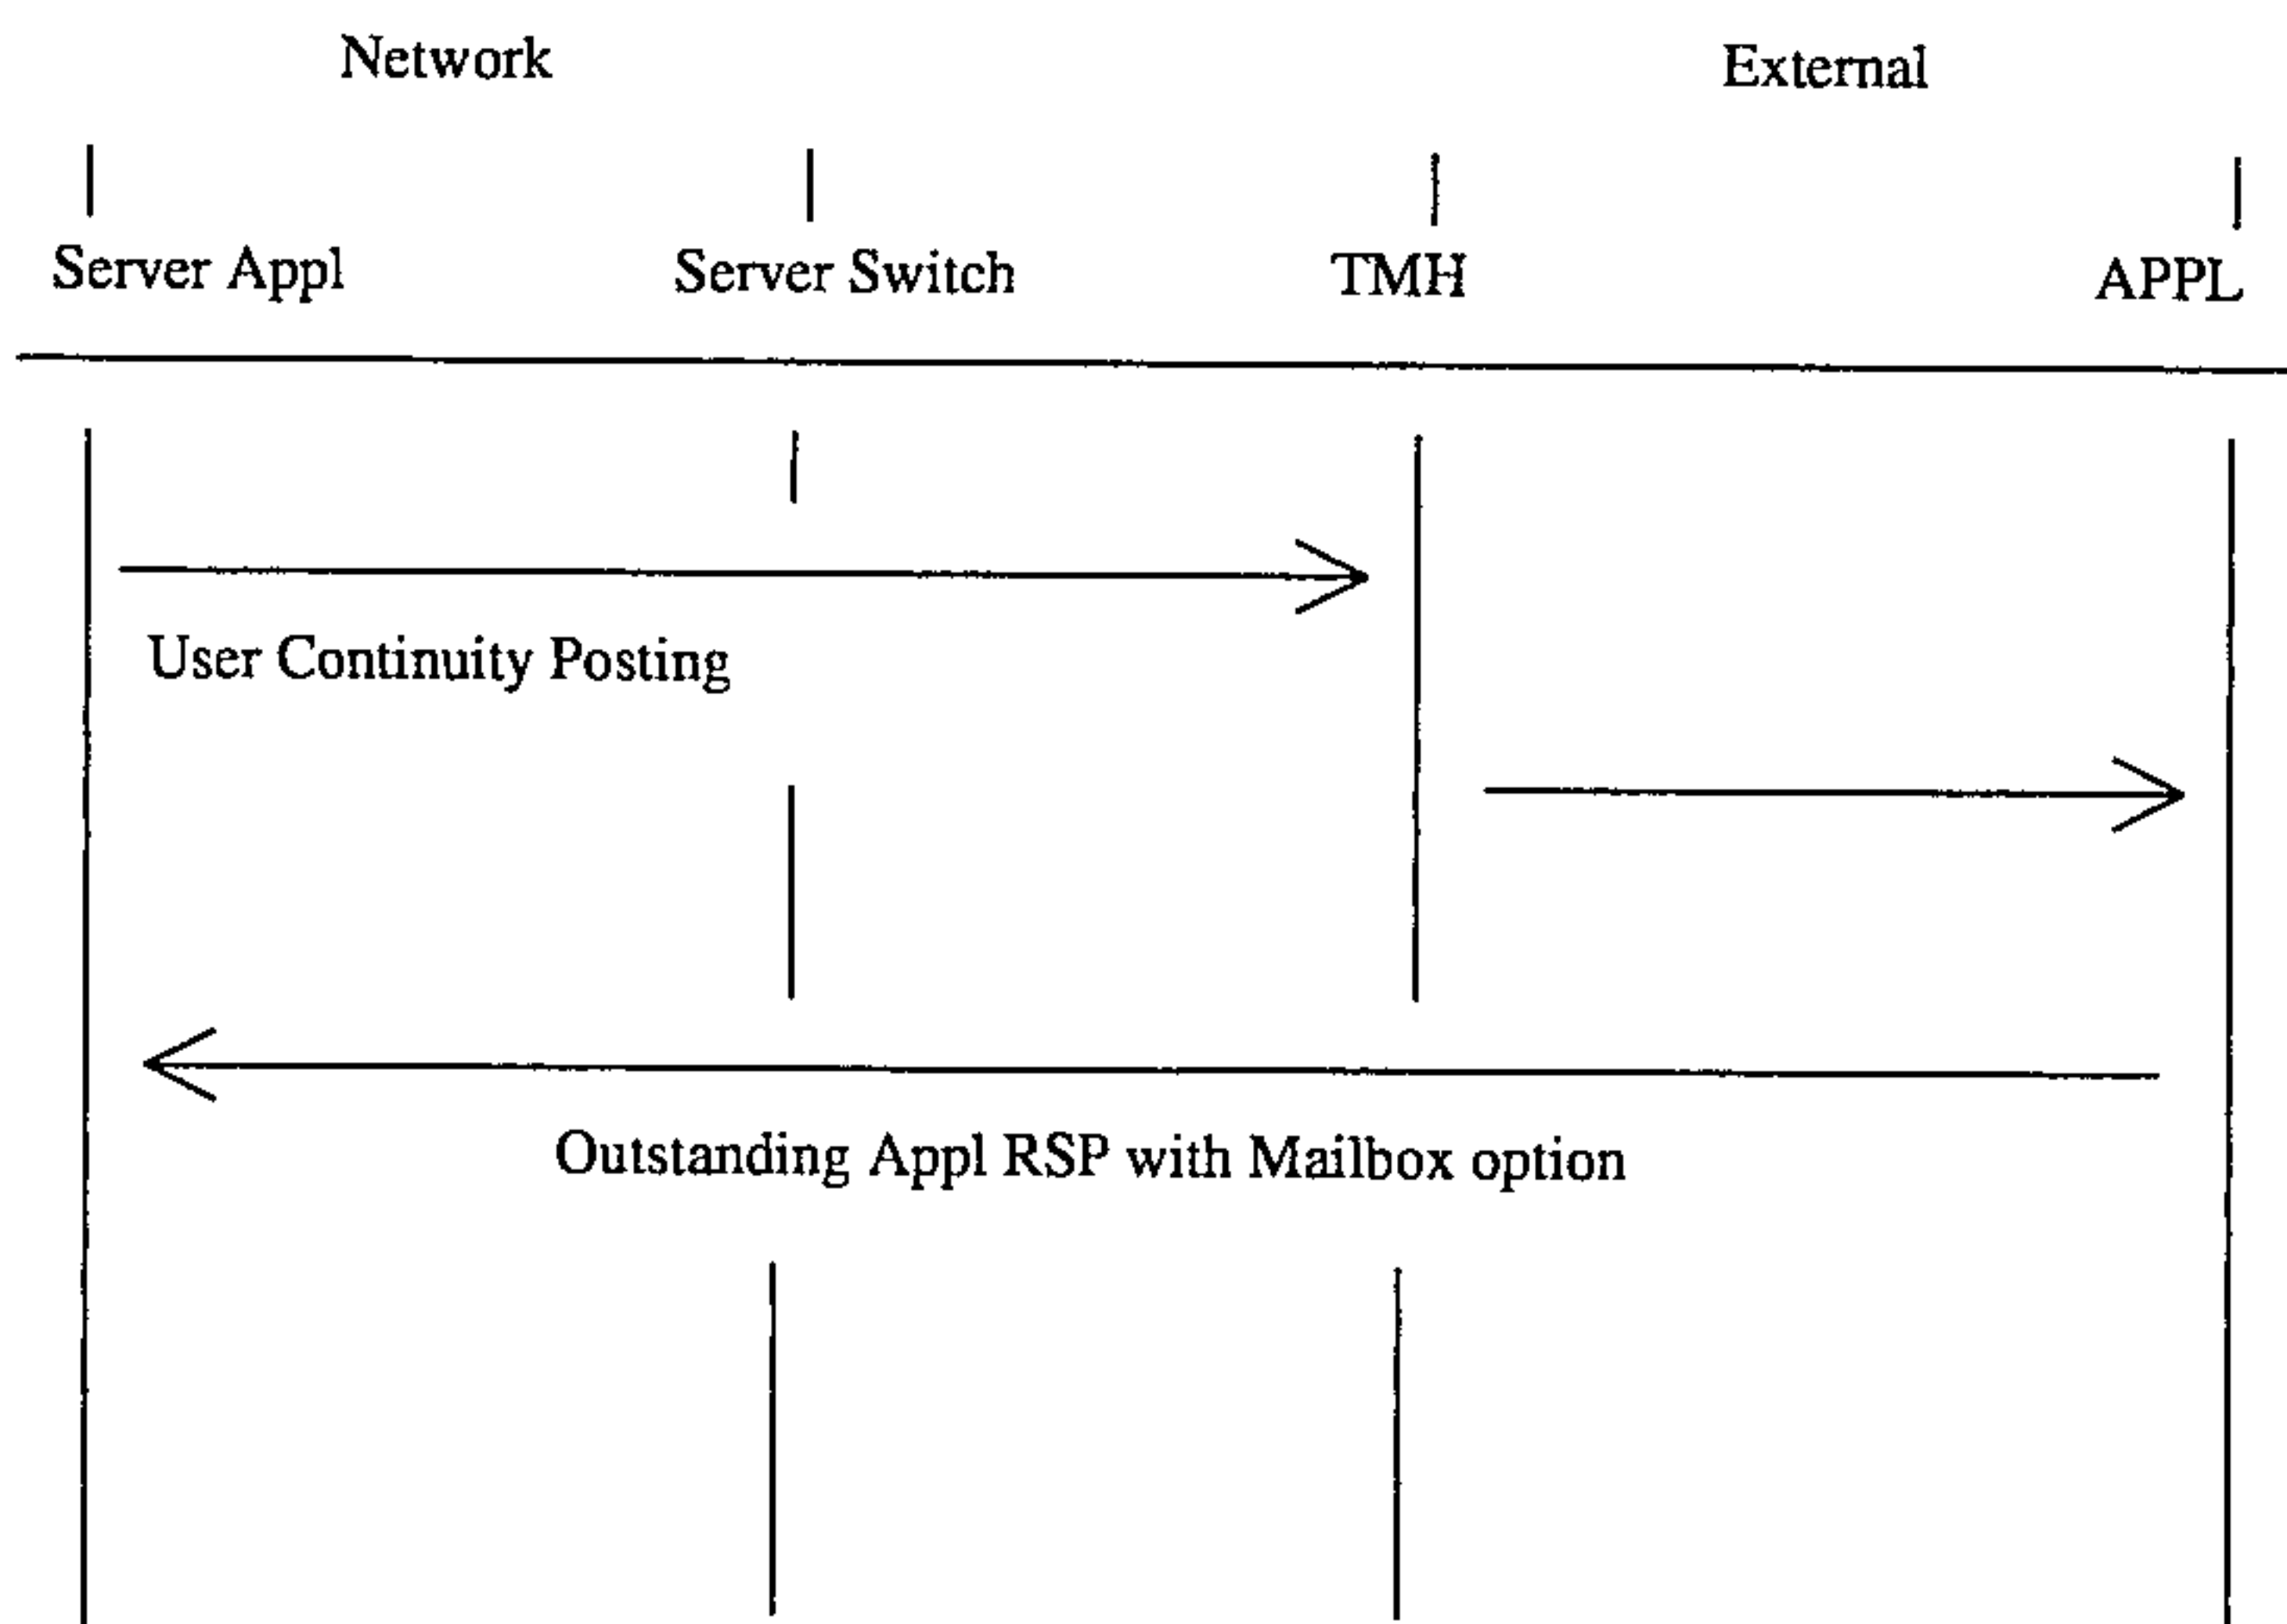 Network
External
Server Appl
Server Switch
TMH
APPL
User Continuity Posting
Outstanding Appl RSP with Mailbox option